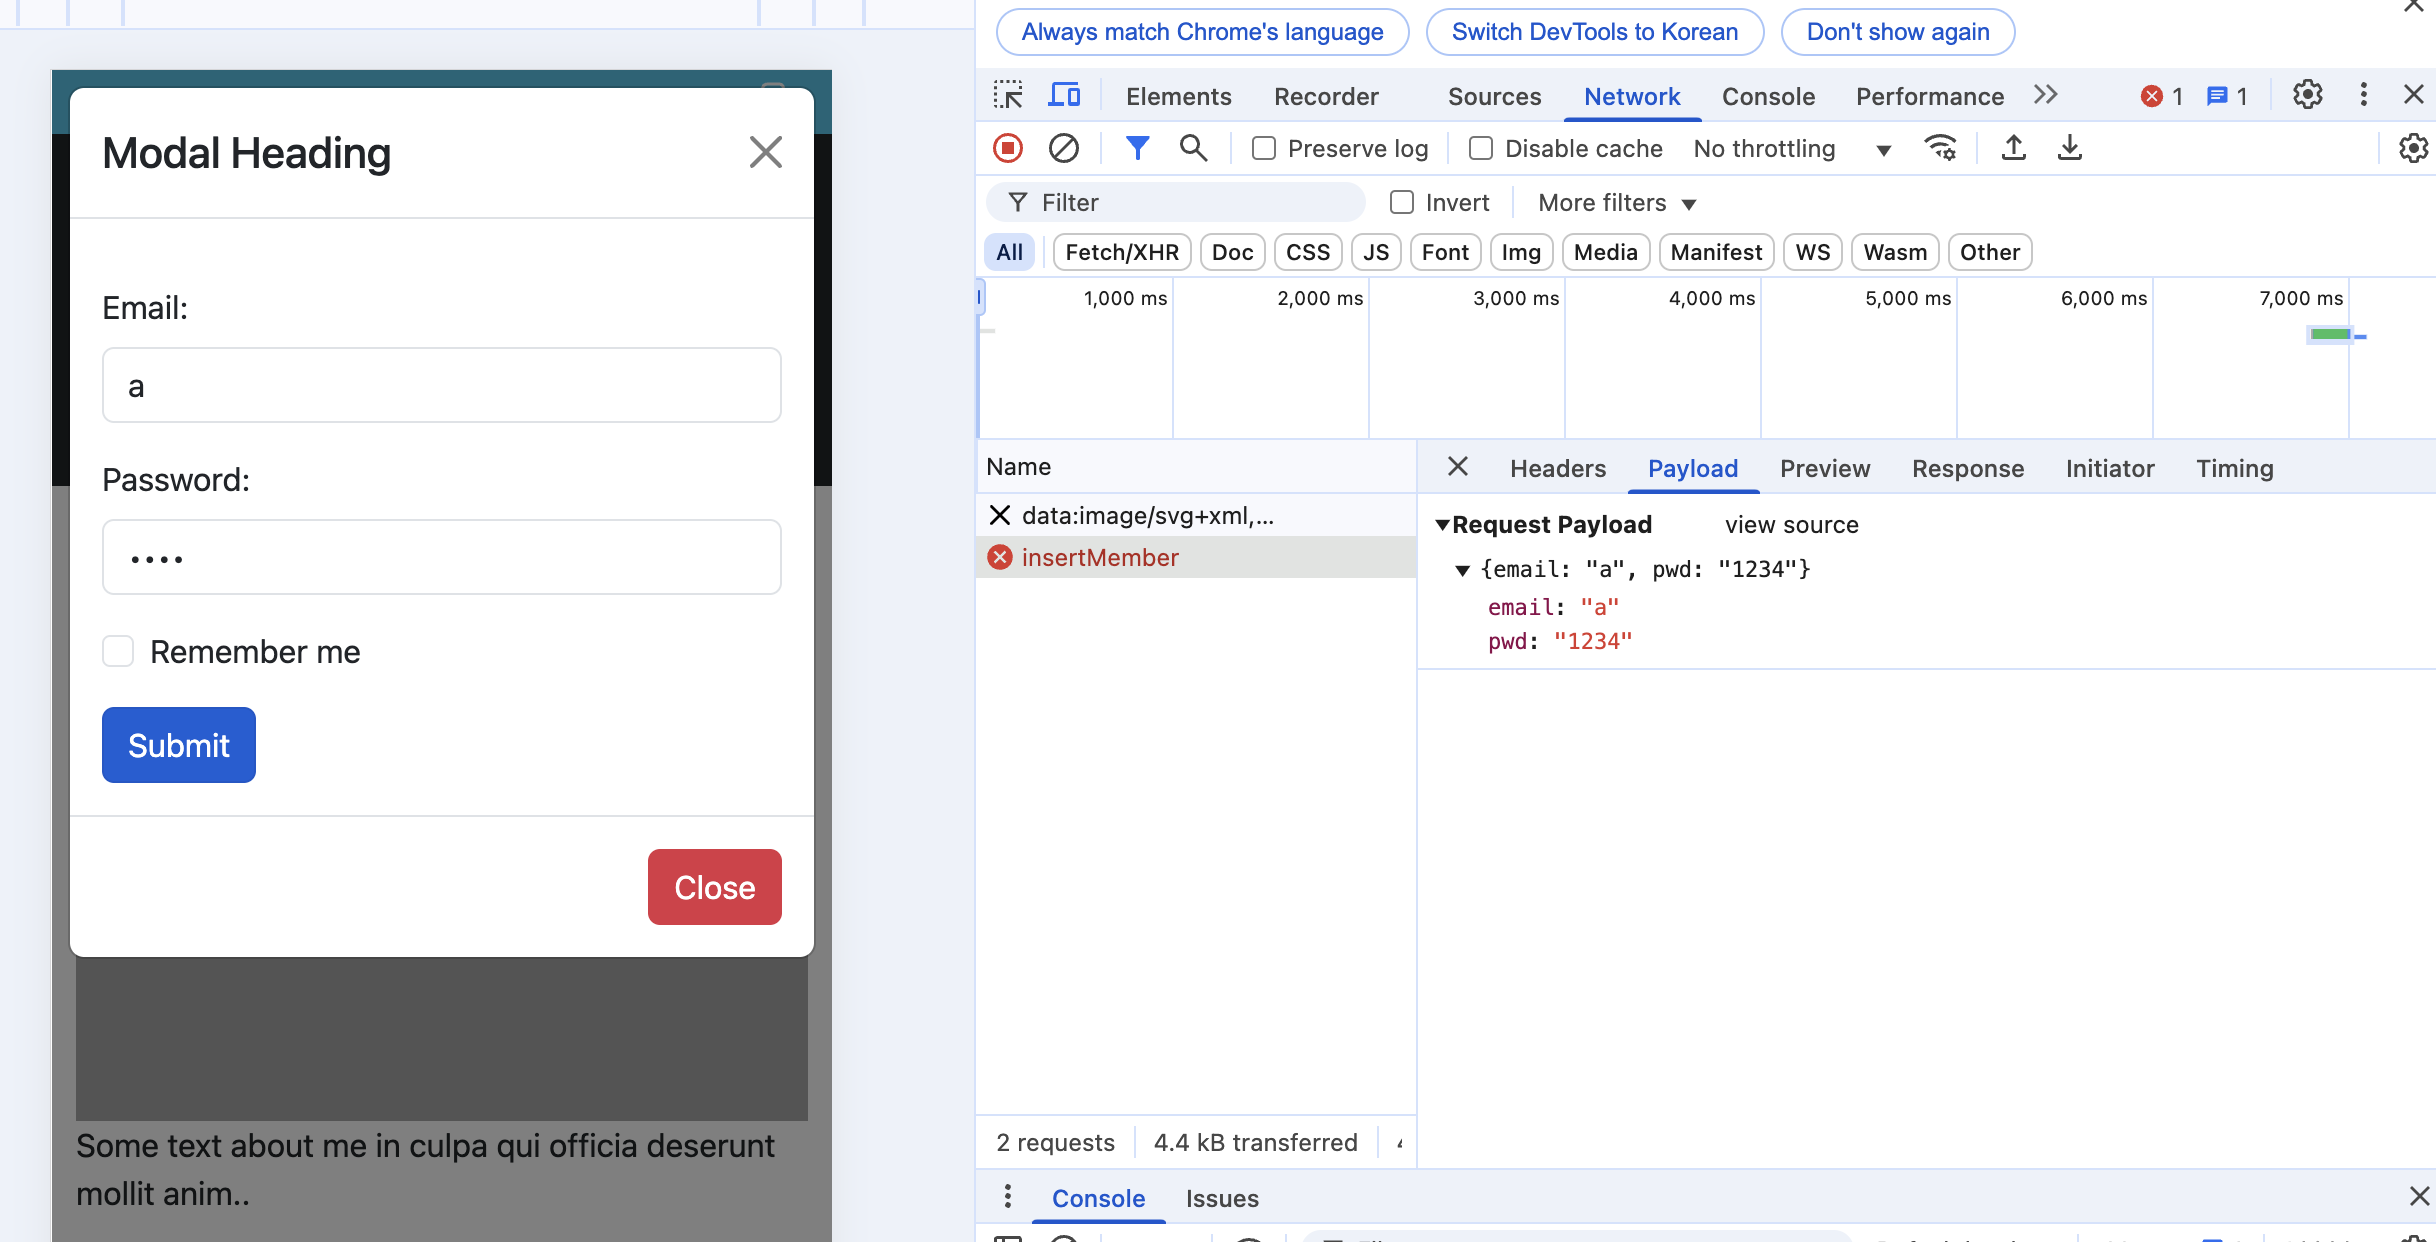 Always match Chrome's language
Switch DevTools to Korean
Don't show again
Elements
Recorder
Sources
Network
Console
Performance
1
1
Preserve log
Disable cache
No throttling
Filter
Invert
More filters
All
Fetch/XHR
Doc
CSS
JS
Font
Img
Media
Manifest
WS
Wasm
Other
1,000 ms
2,000 ms
3,000 ms
4,000 ms
5,000 ms
6,000 ms
7,000 ms
Name
data:image/svg+xml,...
insertMember
Headers
Payload
Preview
Response
Initiator
Timing
Request Payload
view source
{email: "a", pwd: "1234"}
email: "a"
pwd: "1234"
2 requests
4.4 kB transferred
Console
Issues
Modal Heading
Email:
a
Password:
••••
Remember me
Submit
Close
Some text about me in culpa qui officia deserunt
mollit anim..